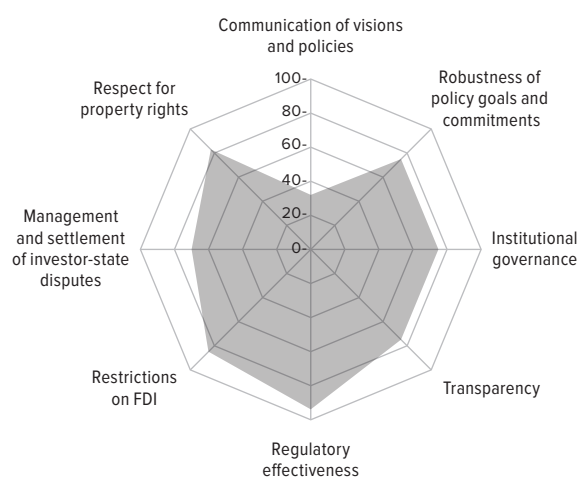 Communication of visions
and policies
Robustness of
policy goals and
commitments
Institutional
governance
Transparency
Regulatory
effectiveness
Restrictions
on FDI
Management
and settlement
of investor-state
disputes
Respect for
property rights
100-
80-
60-
40-
20-
0-